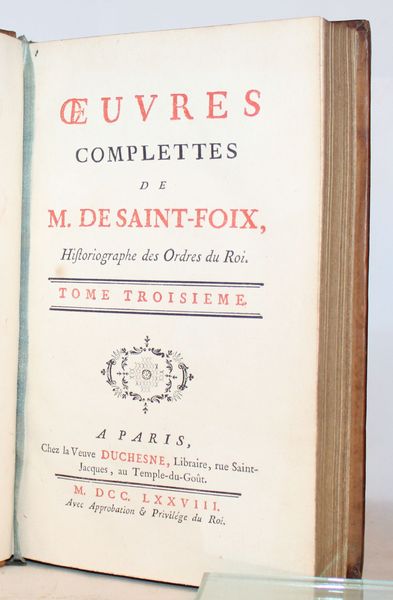 ŒUVRES
COMPLETTES
DE
M. DE SAINT-FOIX,
Hiſtoriographe des Ordres du Roi.
TOME TROISIEME.
A PARIS,
Chez la Veuve DUCHESNE, Libraire, rue Saint-
Jacques, au Temple-du-Goût.
M. DCC. LXXVIII.
Avec Approbation & Privilége du Roi.